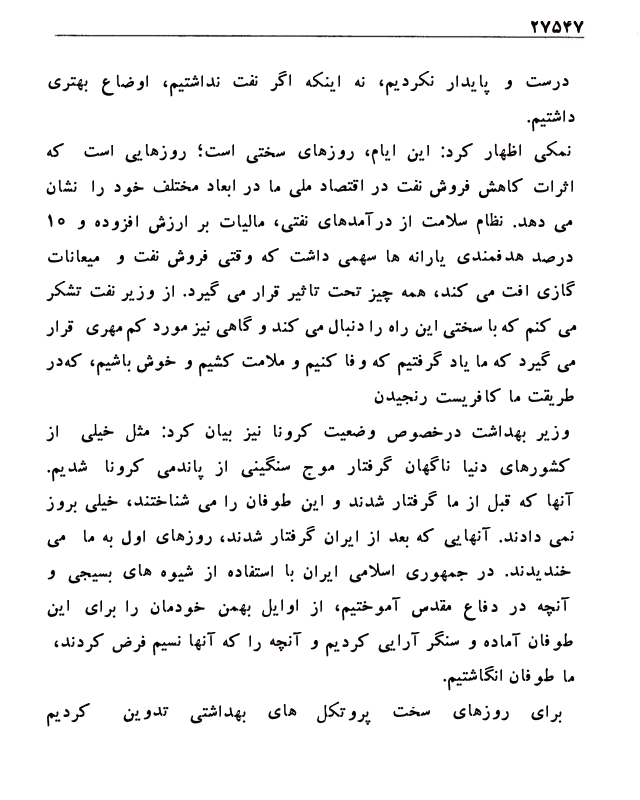 ۲۷۵۴۷
درست و پایدار نکردیم، نه اینکه اگر نفت نداشتیم، اوضاع بهتری
داشتیم.
نمکی اظهار کرد: این ایام، روزهای سختی است؛ روزهایی است که
اثرات کاهش فروش نفت در اقتصاد ملی ما در ابعاد مختلف خود را نشان
می دهد. نظام سلامت از درآمدهای نفتی، مالیات بر ارزش افزوده و ۱۵
درصد هدفمندی یارانه ها سهمی داشت که وقتی فروش نفت و میعانات
گازی افت می کند، همه چیز تحت تاثیر قرار می گیرد. از وزیر نفت تشکر
می کنم که با سختی این راه را دنبال می کند و گاهی نیز مورد کم مهری قرار
می گیرد که ما یاد گرفتیم که وفا کنیم و ملامت کشیم و خوش باشیم، که در
طریقت ما کافریست رنجیدن
وزیر بهداشت درخصوص وضعیت کرونا نیز بیان کرد: مثل خیلی از
کشورهای دنیا ناگهان گرفتار موج سنگینی از پاندمی کرونا شدیم.
آنها که قبل از ما گرفتار شدند و این طوفان را می شناختند، خیلی بروز
نمی دادند. آنهایی که بعد از ایران گرفتار شدند، روزهای اول به ما می
خندیدند. در جمهوری اسلامی ایران با استفاده از شیوه های بسیجی و
آنچه در دفاع مقدس آموختیم، از اوایل بهمن خودمان را برای این
طوفان آماده و سنگر آرایی کردیم و آنچه را که آنها نسیم فرض کردند،
ما طوفان انگاشتیم.
برای روزهای سخت پروتکل های بهداشتی تدوین کردیم